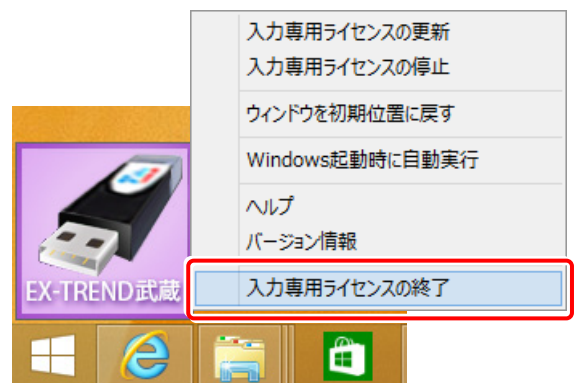 入力専用ライセンスの更新
入力専用ライセンスの停止
ウィンドウを初期位置に戻す
Windows起動時に自動実行
ヘルプ
バージョン情報
入力専用ライセンスの終了
EX-TREND武蔵